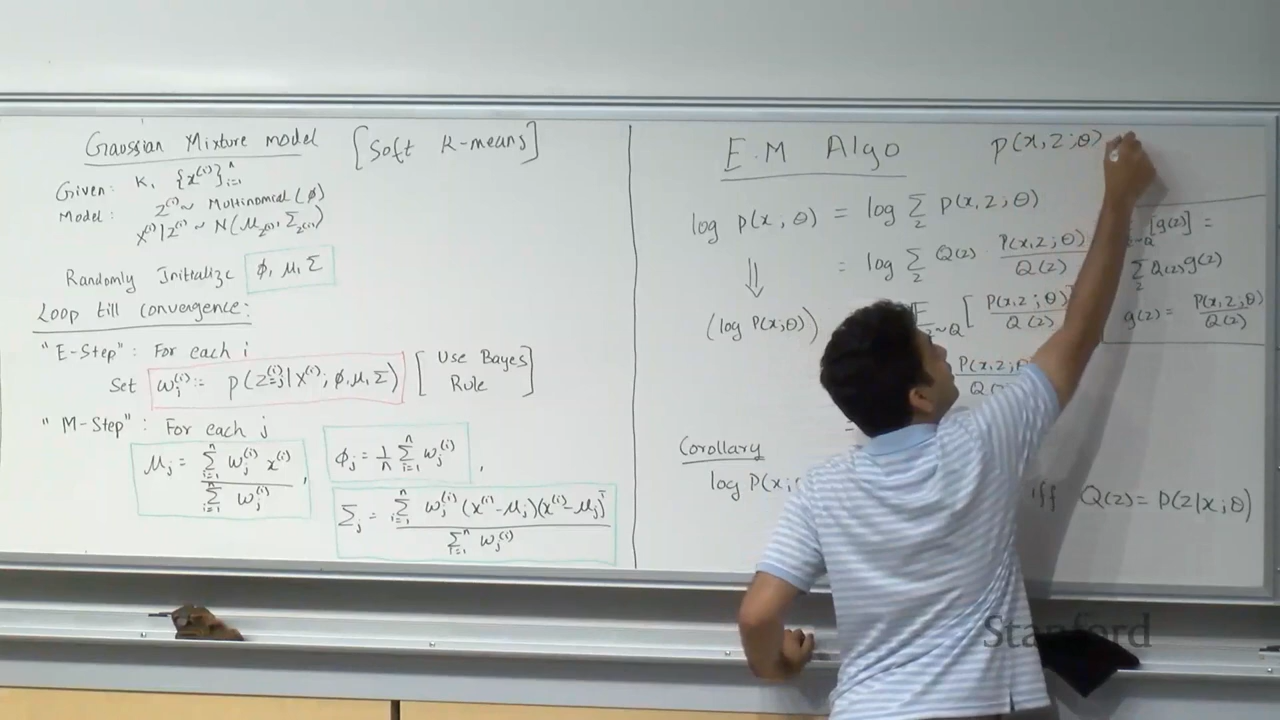 Gaussian Mixture model [Soft K-means]
Given: K, {x^(i)}_{i=1}^n
Model: z^(i) ~ Multinomial(φ)
x^(i)|z^(i) ~ N(μ_{z^(i)}, Σ_{z^(i)})
Randomly Initialize φ, μ, Σ
Loop till convergence:
"E-Step": For each i
Set w_j^(i) := p(z^(i)=j|x^(i); φ, μ, Σ) [Use Bayes Rule]
"M-Step": For each j
μ_j = Σ_{i=1}^n w_j^(i) x^(i) / Σ_{i=1}^n w_j^(i),
φ_j = 1/n Σ_{i=1}^n w_j^(i),
Σ_j = Σ_{i=1}^n w_j^(i) (x^(i)-μ_j)(x^(i)-μ_j)^T / Σ_{i=1}^n w_j^(i)
E.M Algo
P(x,z;θ)
log p(x,θ) = log Σ_z p(x,z;θ)
= log Σ_z Q(z) · P(x,z;θ) / Q(z)
⇓
(log P(x;θ))
z~Q [P(x,z;θ) / Q(z)]
P(x,z;θ) / Q(z)
[g(z)] =
Σ_z Q(z) g(z)
g(z) = P(x,z;θ) / Q(z)
Corollary
log P(x;
iff Q(z) = P(z|x;θ)
Stanford